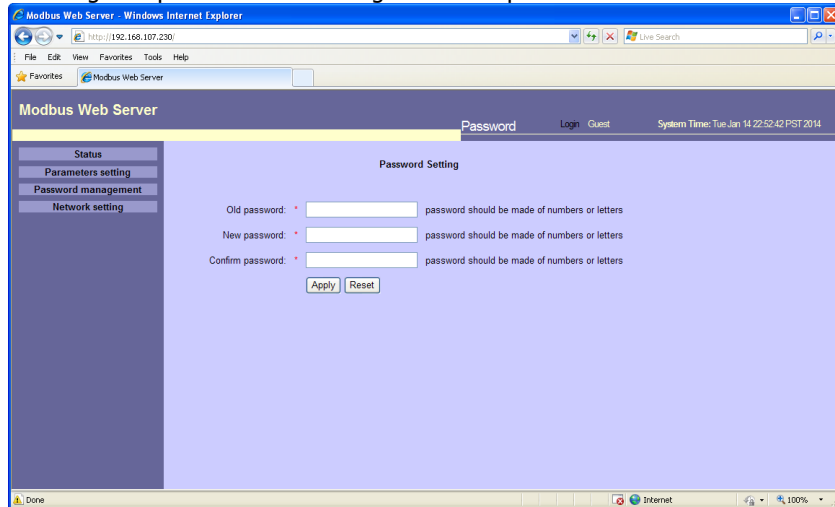 Modbus Web Server - Windows Internet Explorer
http://192.168.107.230/
Live Search
File Edit View Favorites Tools Help
Favorites Modbus Web Server
Modbus Web Server
Password Login Guest System Time: Tue Jan 14 22:52:42 PST 2014
Status
Parameters setting
Password management
Network setting
Password Setting
Old password: * password should be made of numbers or letters
New password: * password should be made of numbers or letters
Confirm password: * password should be made of numbers or letters
Apply Reset
Done Internet 100%